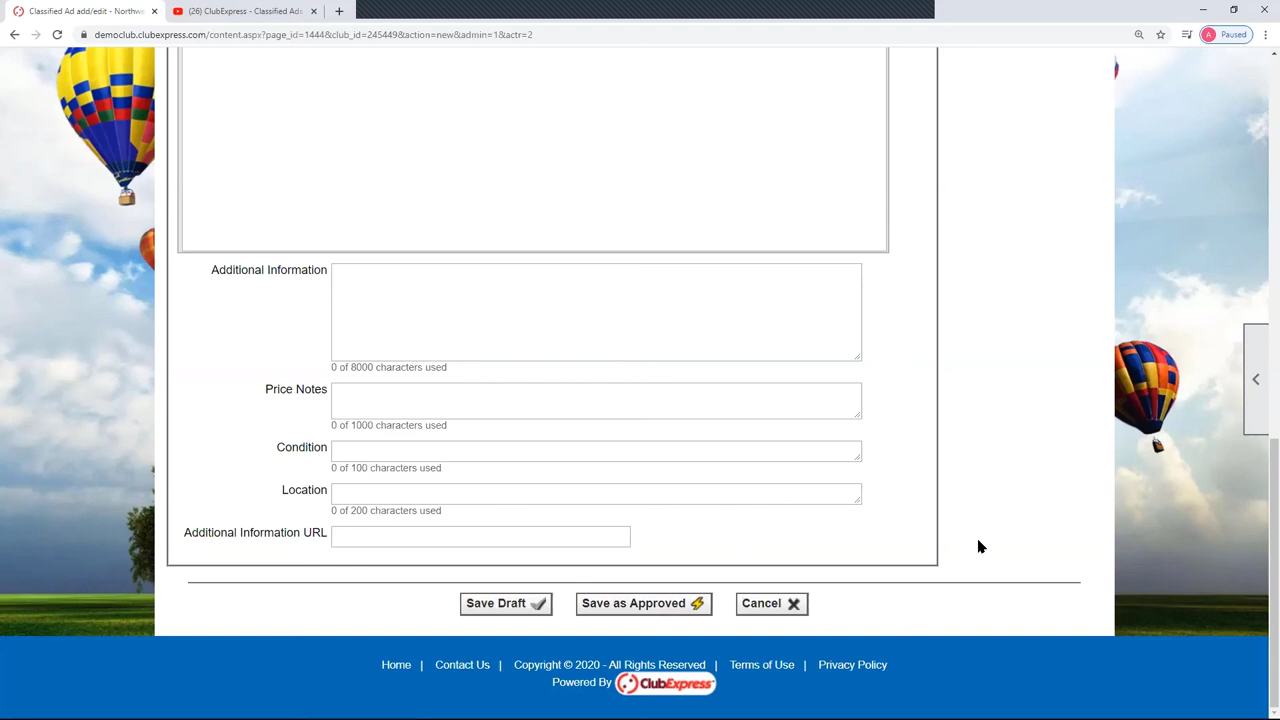 Classified Ad add/edit - Northwe
(26) ClubExpress - Classified Ads
democlub.clubexpress.com/content.aspx?page_id=1444&club_id=245449&action=new&admin=1&actr=2
A Paused
Additional Information
0 of 8000 characters used
Price Notes
0 of 1000 characters used
Condition
0 of 100 characters used
Location
0 of 200 characters used
Additional Information URL
Save Draft
Save as Approved
Cancel
Home | Contact Us | Copyright © 2020 - All Rights Reserved | Terms of Use | Privacy Policy
Powered By ClubExpress